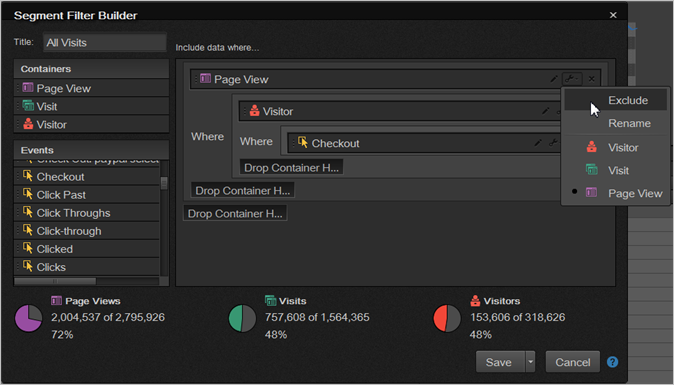 Segment Filter Builder
Title: All Visits
Include data where...
Containers
Page View
Visit
Visitor
Events
Check Out paypal select
Checkout
Click Past
Click Throughs
Click-through
Clicked
Clicks
Page View
Where
Visitor
Where
Checkout
Drop Container H...
Drop Container H...
Drop Container H...
Exclude
Rename
Visitor
Visit
Page View
Page Views
2,004,537 of 2,795,926
72%
Visits
757,608 of 1,564,365
48%
Visitors
153,606 of 318,626
48%
Save
Cancel
?